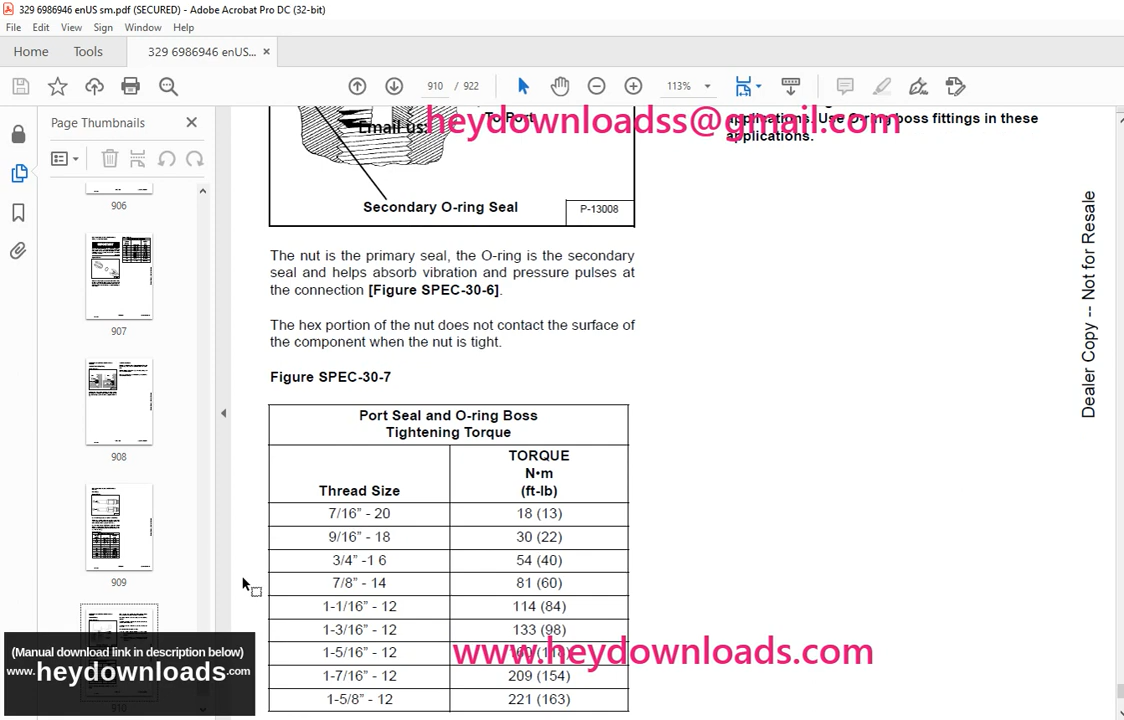 329 6986946 enUS sm.pdf (SECURED) - Adobe Acrobat Pro DC (32-bit)
File Edit View Sign Window Help
Home Tools 329 6986946 enUS... ×
910 / 922 113%
Page Thumbnails
906
907
908
909
910
To Port
Email us: heydownloadss@gmail.com
Secondary O-ring Seal
P-13008
The nut is the primary seal, the O-ring is the secondary
seal and helps absorb vibration and pressure pulses at
the connection [Figure SPEC-30-6].
The hex portion of the nut does not contact the surface of
the component when the nut is tight.
Figure SPEC-30-7
Port Seal and O-ring Boss
Tightening Torque
Thread Size
TORQUE
N•m
(ft-lb)
7/16” - 20 18 (13)
9/16” - 18 30 (22)
3/4” -1 6 54 (40)
7/8” - 14 81 (60)
1-1/16” - 12 114 (84)
1-3/16” - 12 133 (98)
1-5/16” - 12
1-7/16” - 12 209 (154)
1-5/8” - 12 221 (163)
applications. Use O-ring boss fittings in these
applications.
Dealer Copy -- Not for Resale
www.heydownloads.com
(Manual download link in description below)
www.heydownloads.com